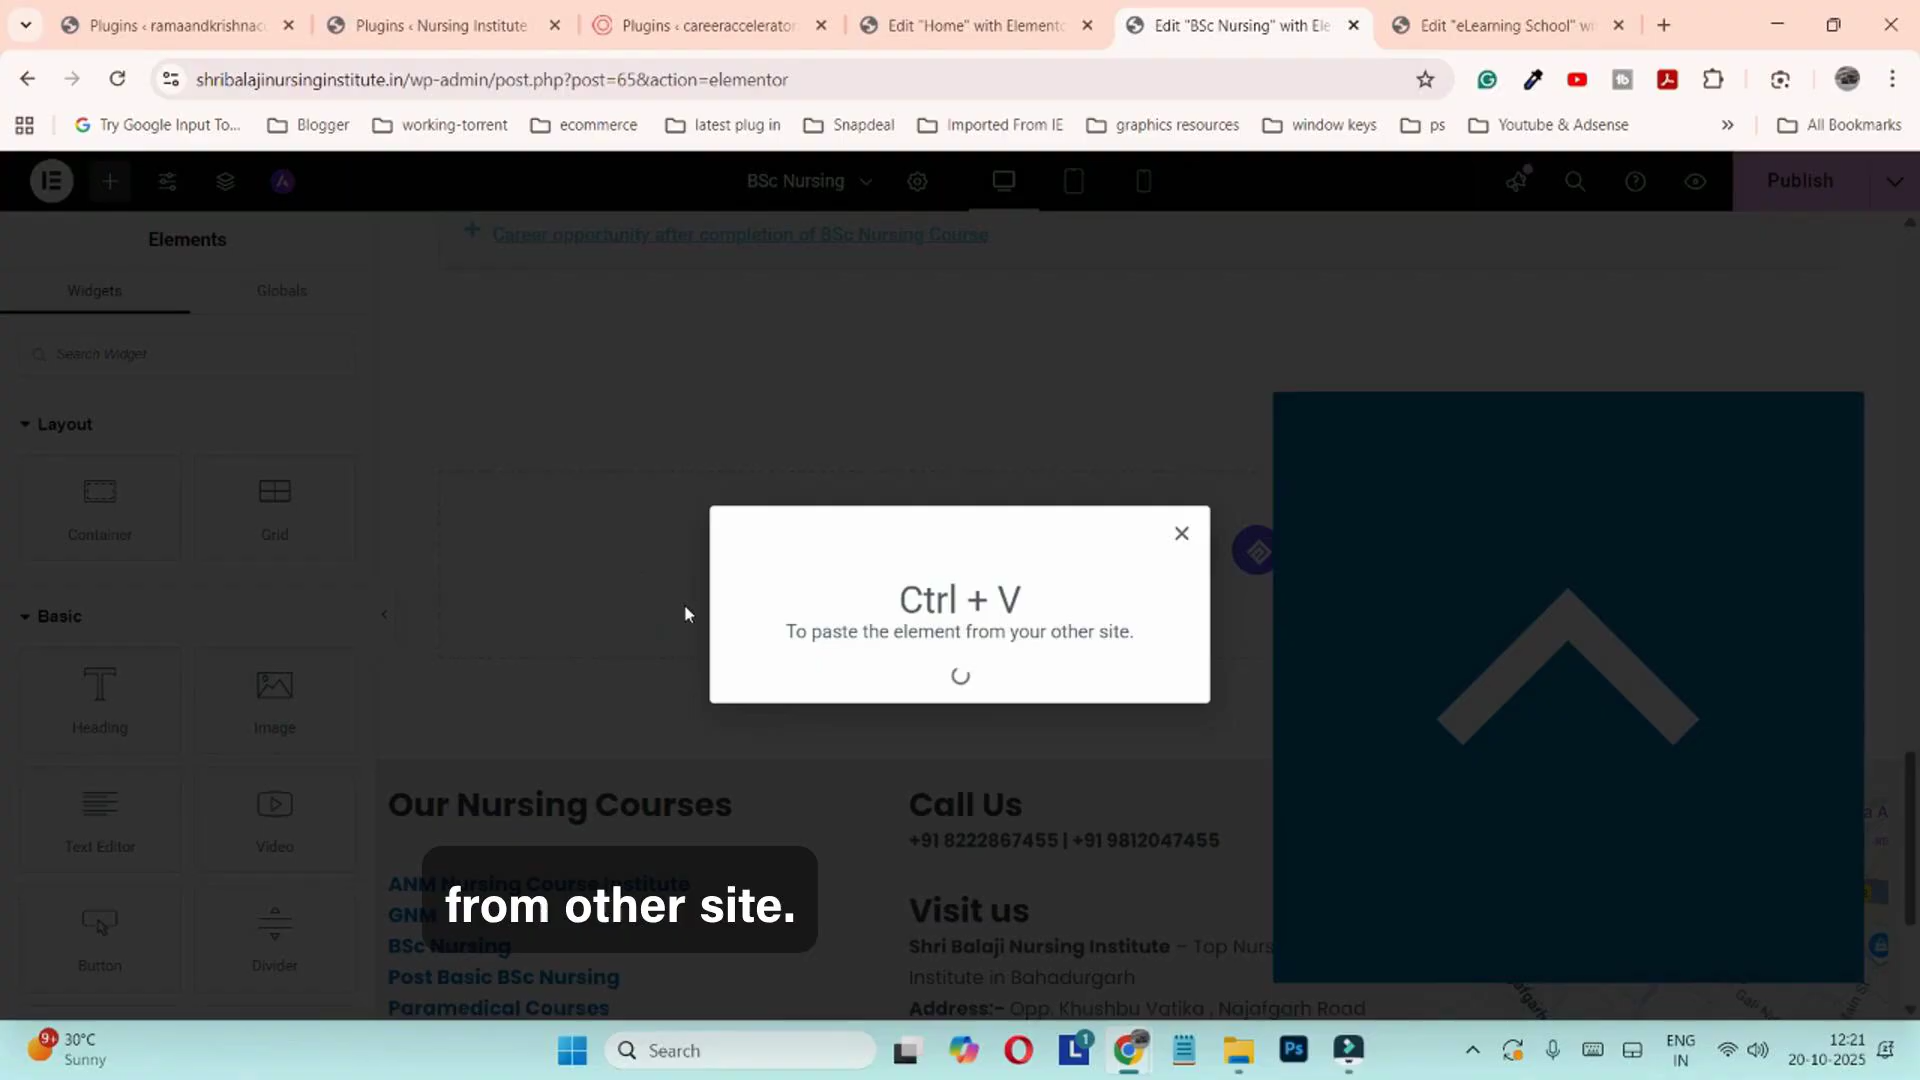 Plugins ‹ ramaandkrishnac
Plugins ‹ Nursing Institute
Plugins ‹ careeraccelerator
Edit "Home" with Elemento
Edit "BSc Nursing" with Ele
Edit "eLearning School" wi
shribalajinursinginstitute.in/wp-admin/post.php?post=65&action=elementor
Try Google Input To...
Blogger
working-torrent
ecommerce
latest plug in
Snapdeal
Imported From IE
graphics resources
window keys
ps
Youtube & Adsense
All Bookmarks
BSc Nursing
Publish
Elements
Widgets
Globals
Search Widget
Layout
Container
Grid
Basic
Heading
Image
Text Editor
Video
Button
Divider
Career opportunity after completion of BSc Nursing Course
Ctrl + V
To paste the element from your other site.
Our Nursing Courses
ANM Nursing Course Institute
GNM
BSc Nursing
Post Basic BSc Nursing
Paramedical Courses
Call Us
+91 8222867455 | +91 9812047455
Visit us
Shri Balaji Nursing Institute – Top Nurs
Institute in Bahadurgarh
Address:- Opp. Khushbu Vatika , Najafgarh Road
from other site.
9+
30°C
Sunny
Search
1
Ps
ENG
IN
12:21
20-10-2025